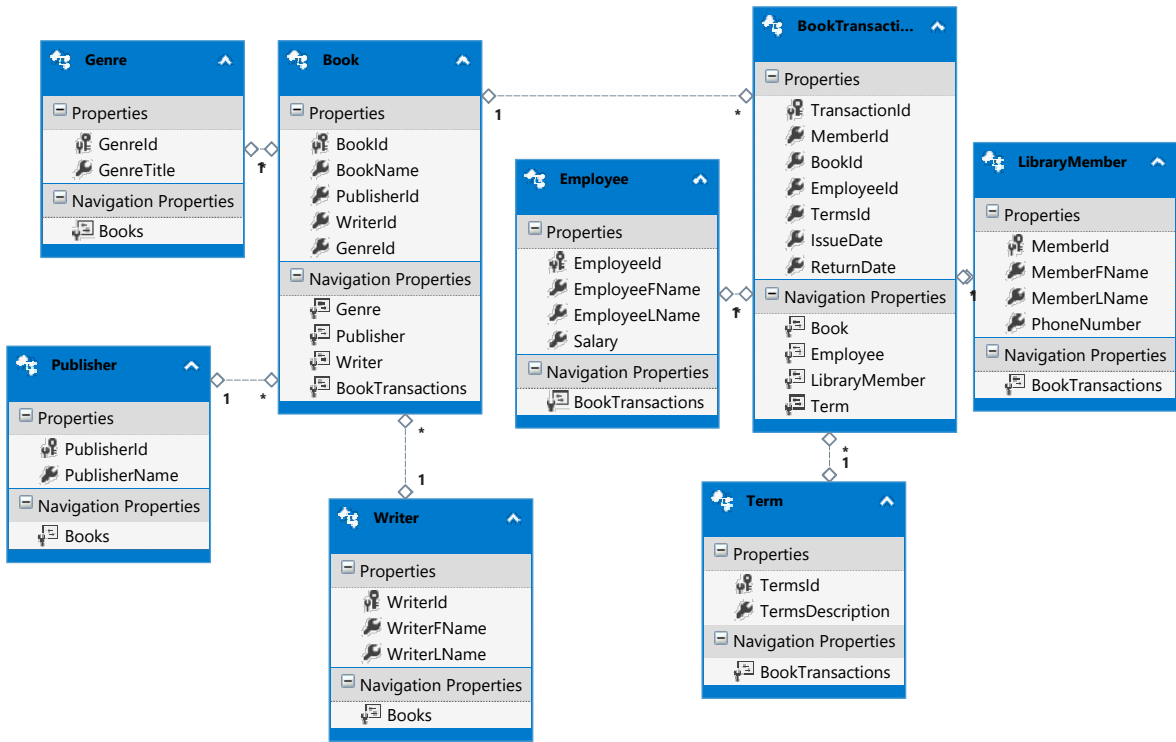 Genre
Properties
GenreId
GenreTitle
Navigation Properties
Books
Book
Properties
BookId
BookName
PublisherId
WriterId
GenreId
Navigation Properties
Genre
Publisher
Writer
BookTransactions
BookTransacti...
Properties
TransactionId
MemberId
BookId
EmployeeId
TermsId
IssueDate
ReturnDate
Navigation Properties
Book
Employee
LibraryMember
Term
Employee
Properties
EmployeeId
EmployeeFName
EmployeeLName
Salary
Navigation Properties
BookTransactions
LibraryMember
Properties
MemberId
MemberFName
MemberLName
PhoneNumber
Navigation Properties
BookTransactions
Publisher
Properties
PublisherId
PublisherName
Navigation Properties
Books
Writer
Properties
WriterId
WriterFName
WriterLName
Navigation Properties
Books
Term
Properties
TermsId
TermsDescription
Navigation Properties
BookTransactions
1
*
1
*
1
*
1
*
1
*
1
*
1